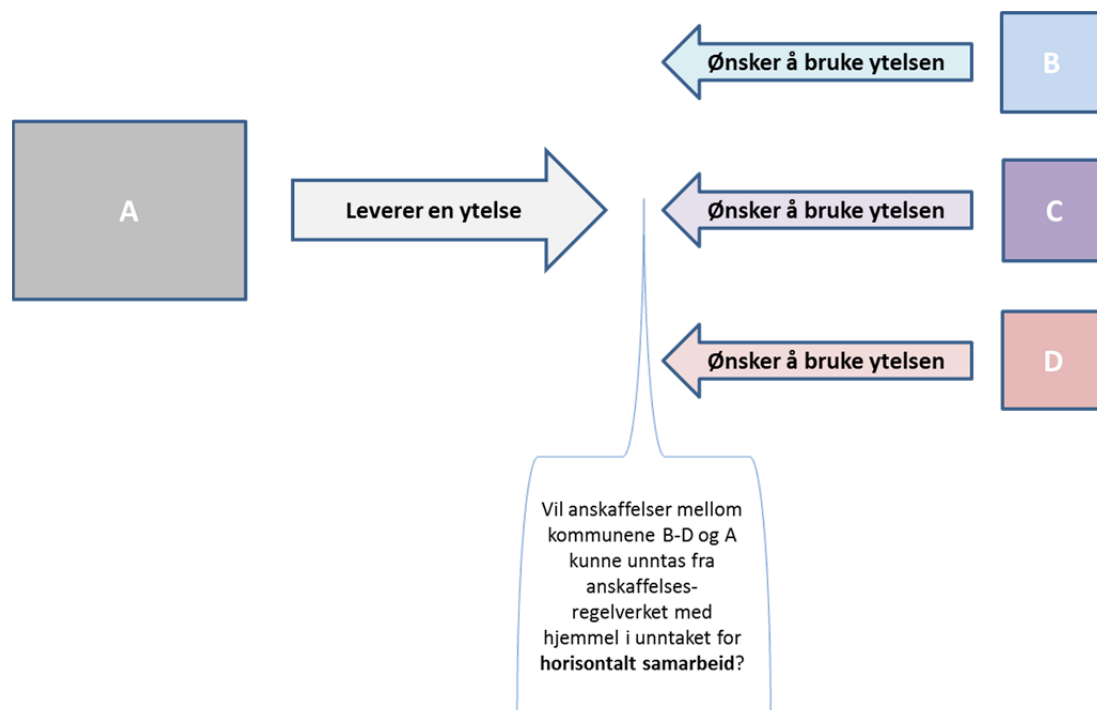 Ønsker å bruke ytelsen
B
A
Leverer en ytelse
Ønsker å bruke ytelsen
C
Ønsker å bruke ytelsen
D
Vil anskaffelser mellom
kommunene B-D og A
kunne unntas fra
anskaffelses-
regelverket med
hjemmel i unntaket for
horisontalt samarbeid?